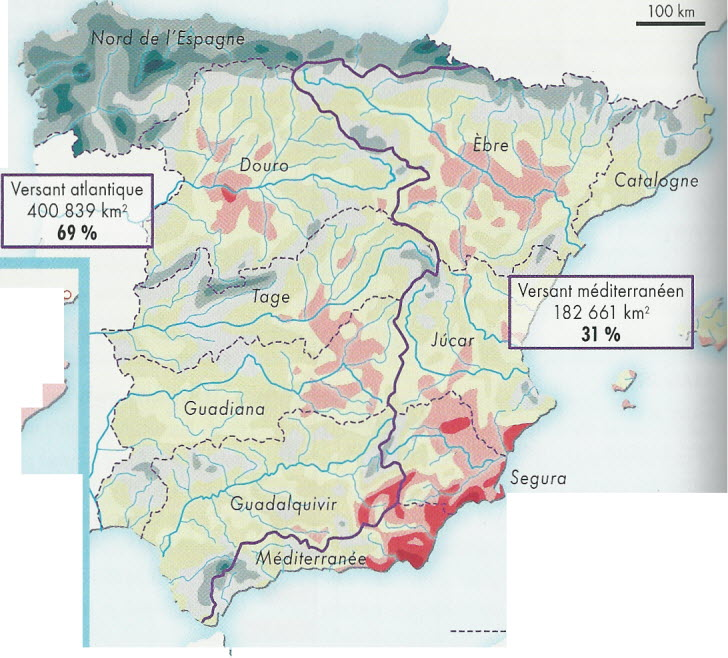 100 km
Nord de l'Espagne
Èbre
Douro
Catalogne
Versant atlantique
400 839 km²
69 %
Tage
Versant méditerranéen
182 661 km²
31 %
Júcar
Guadiana
Segura
Guadalquivir
Méditerranée